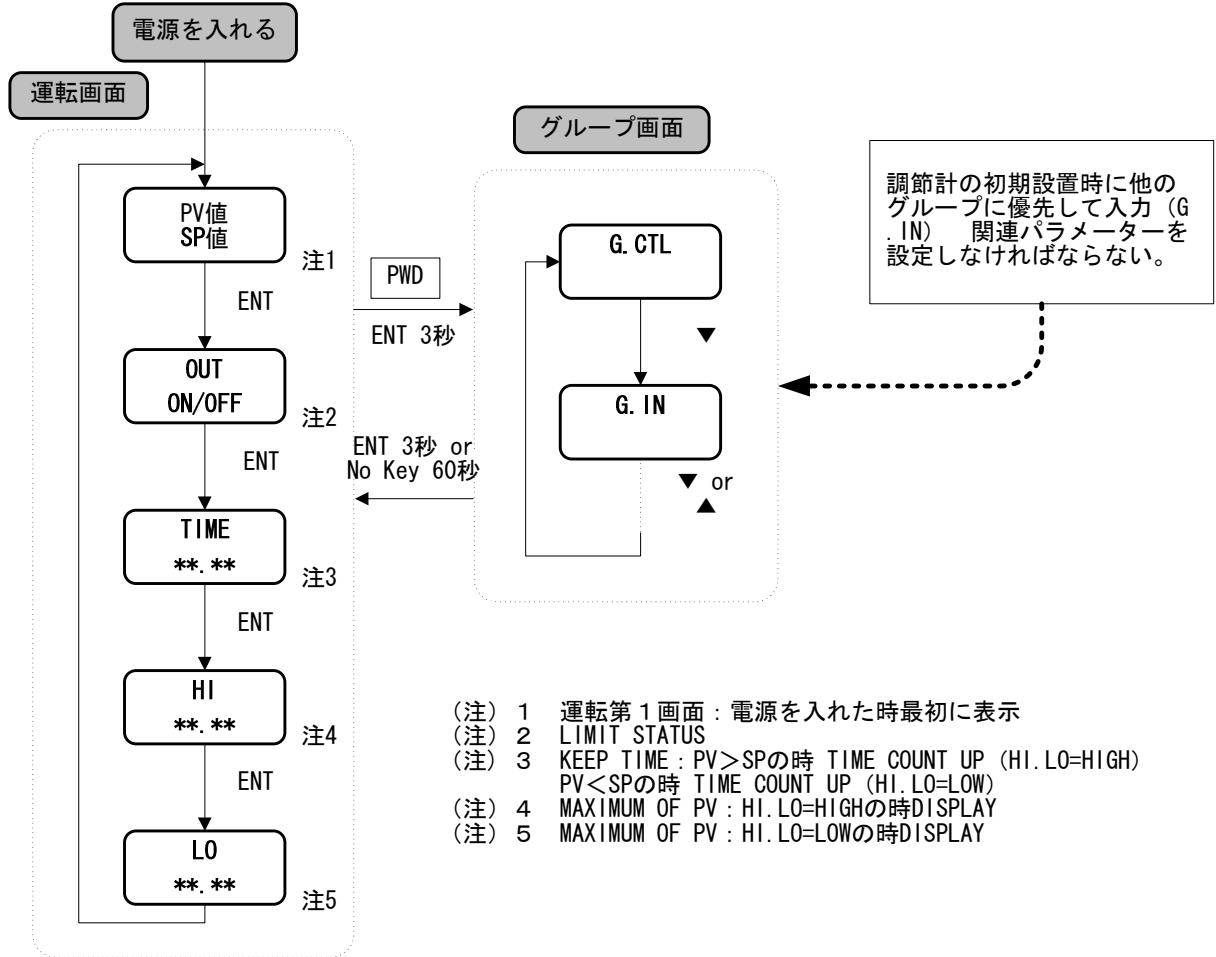 電源を入れる
運転画面
PV値
SP値
注1
ENT
OUT
ON/OFF
注2
ENT
TIME
**.**
注3
ENT
HI
**.**
注4
ENT
LO
**.**
注5
PWD
ENT 3秒
ENT 3秒 or
No Key 60秒
グループ画面
G.CTL
▼
G.IN
▼ or
▲
調節計の初期設置時に他の
グループに優先して入力（G
.IN） 関連パラメーターを
設定しなければならない。
（注）１ 運転第１画面：電源を入れた時最初に表示
（注）２ LIMIT STATUS
（注）３ KEEP TIME：PV＞SPの時 TIME COUNT UP (HI.LO=HIGH)
PV＜SPの時 TIME COUNT UP (HI.LO=LOW)
（注）４ MAXIMUM OF PV：HI.LO=HIGHの時DISPLAY
（注）５ MAXIMUM OF PV：HI.LO=LOWの時DISPLAY